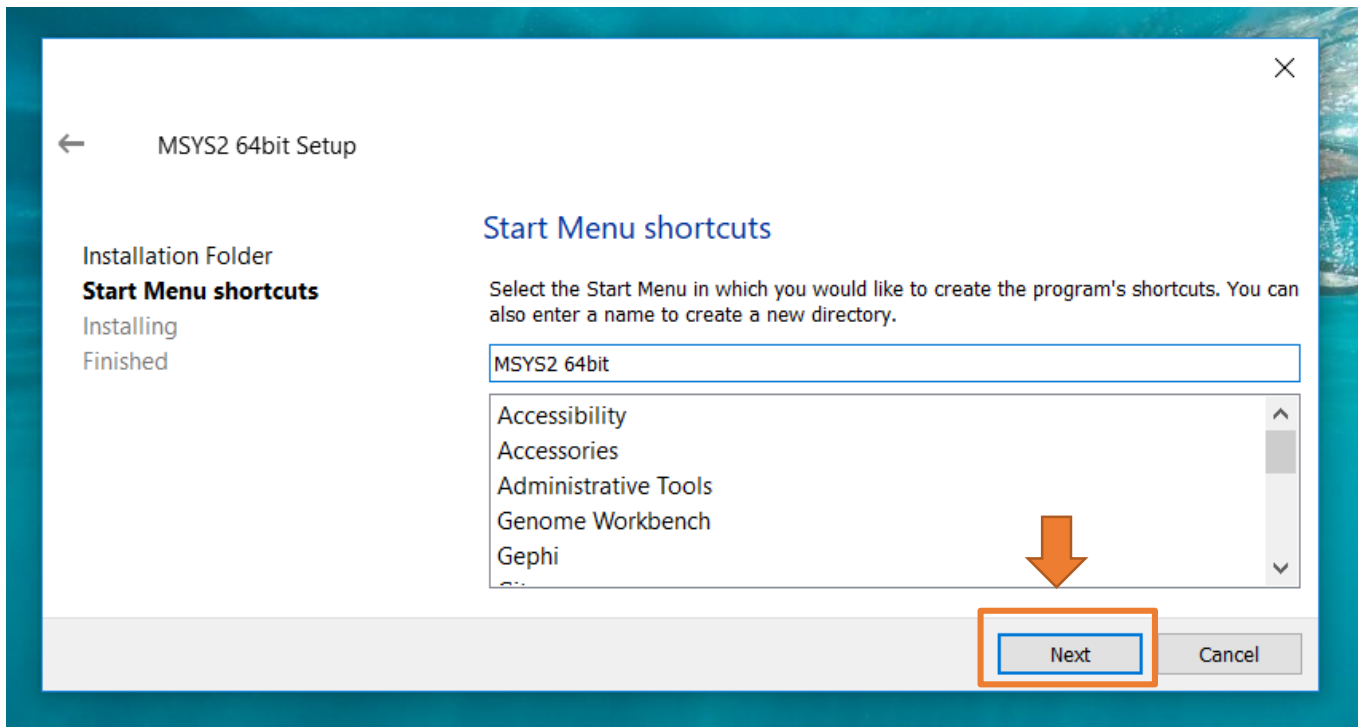 MSYS2 64bit Setup
Installation Folder
Start Menu shortcuts
Installing
Finished
Start Menu shortcuts
Select the Start Menu in which you would like to create the program's shortcuts. You can
also enter a name to create a new directory.
MSYS2 64bit
Accessibility
Accessories
Administrative Tools
Genome Workbench
Gephi
Next
Cancel